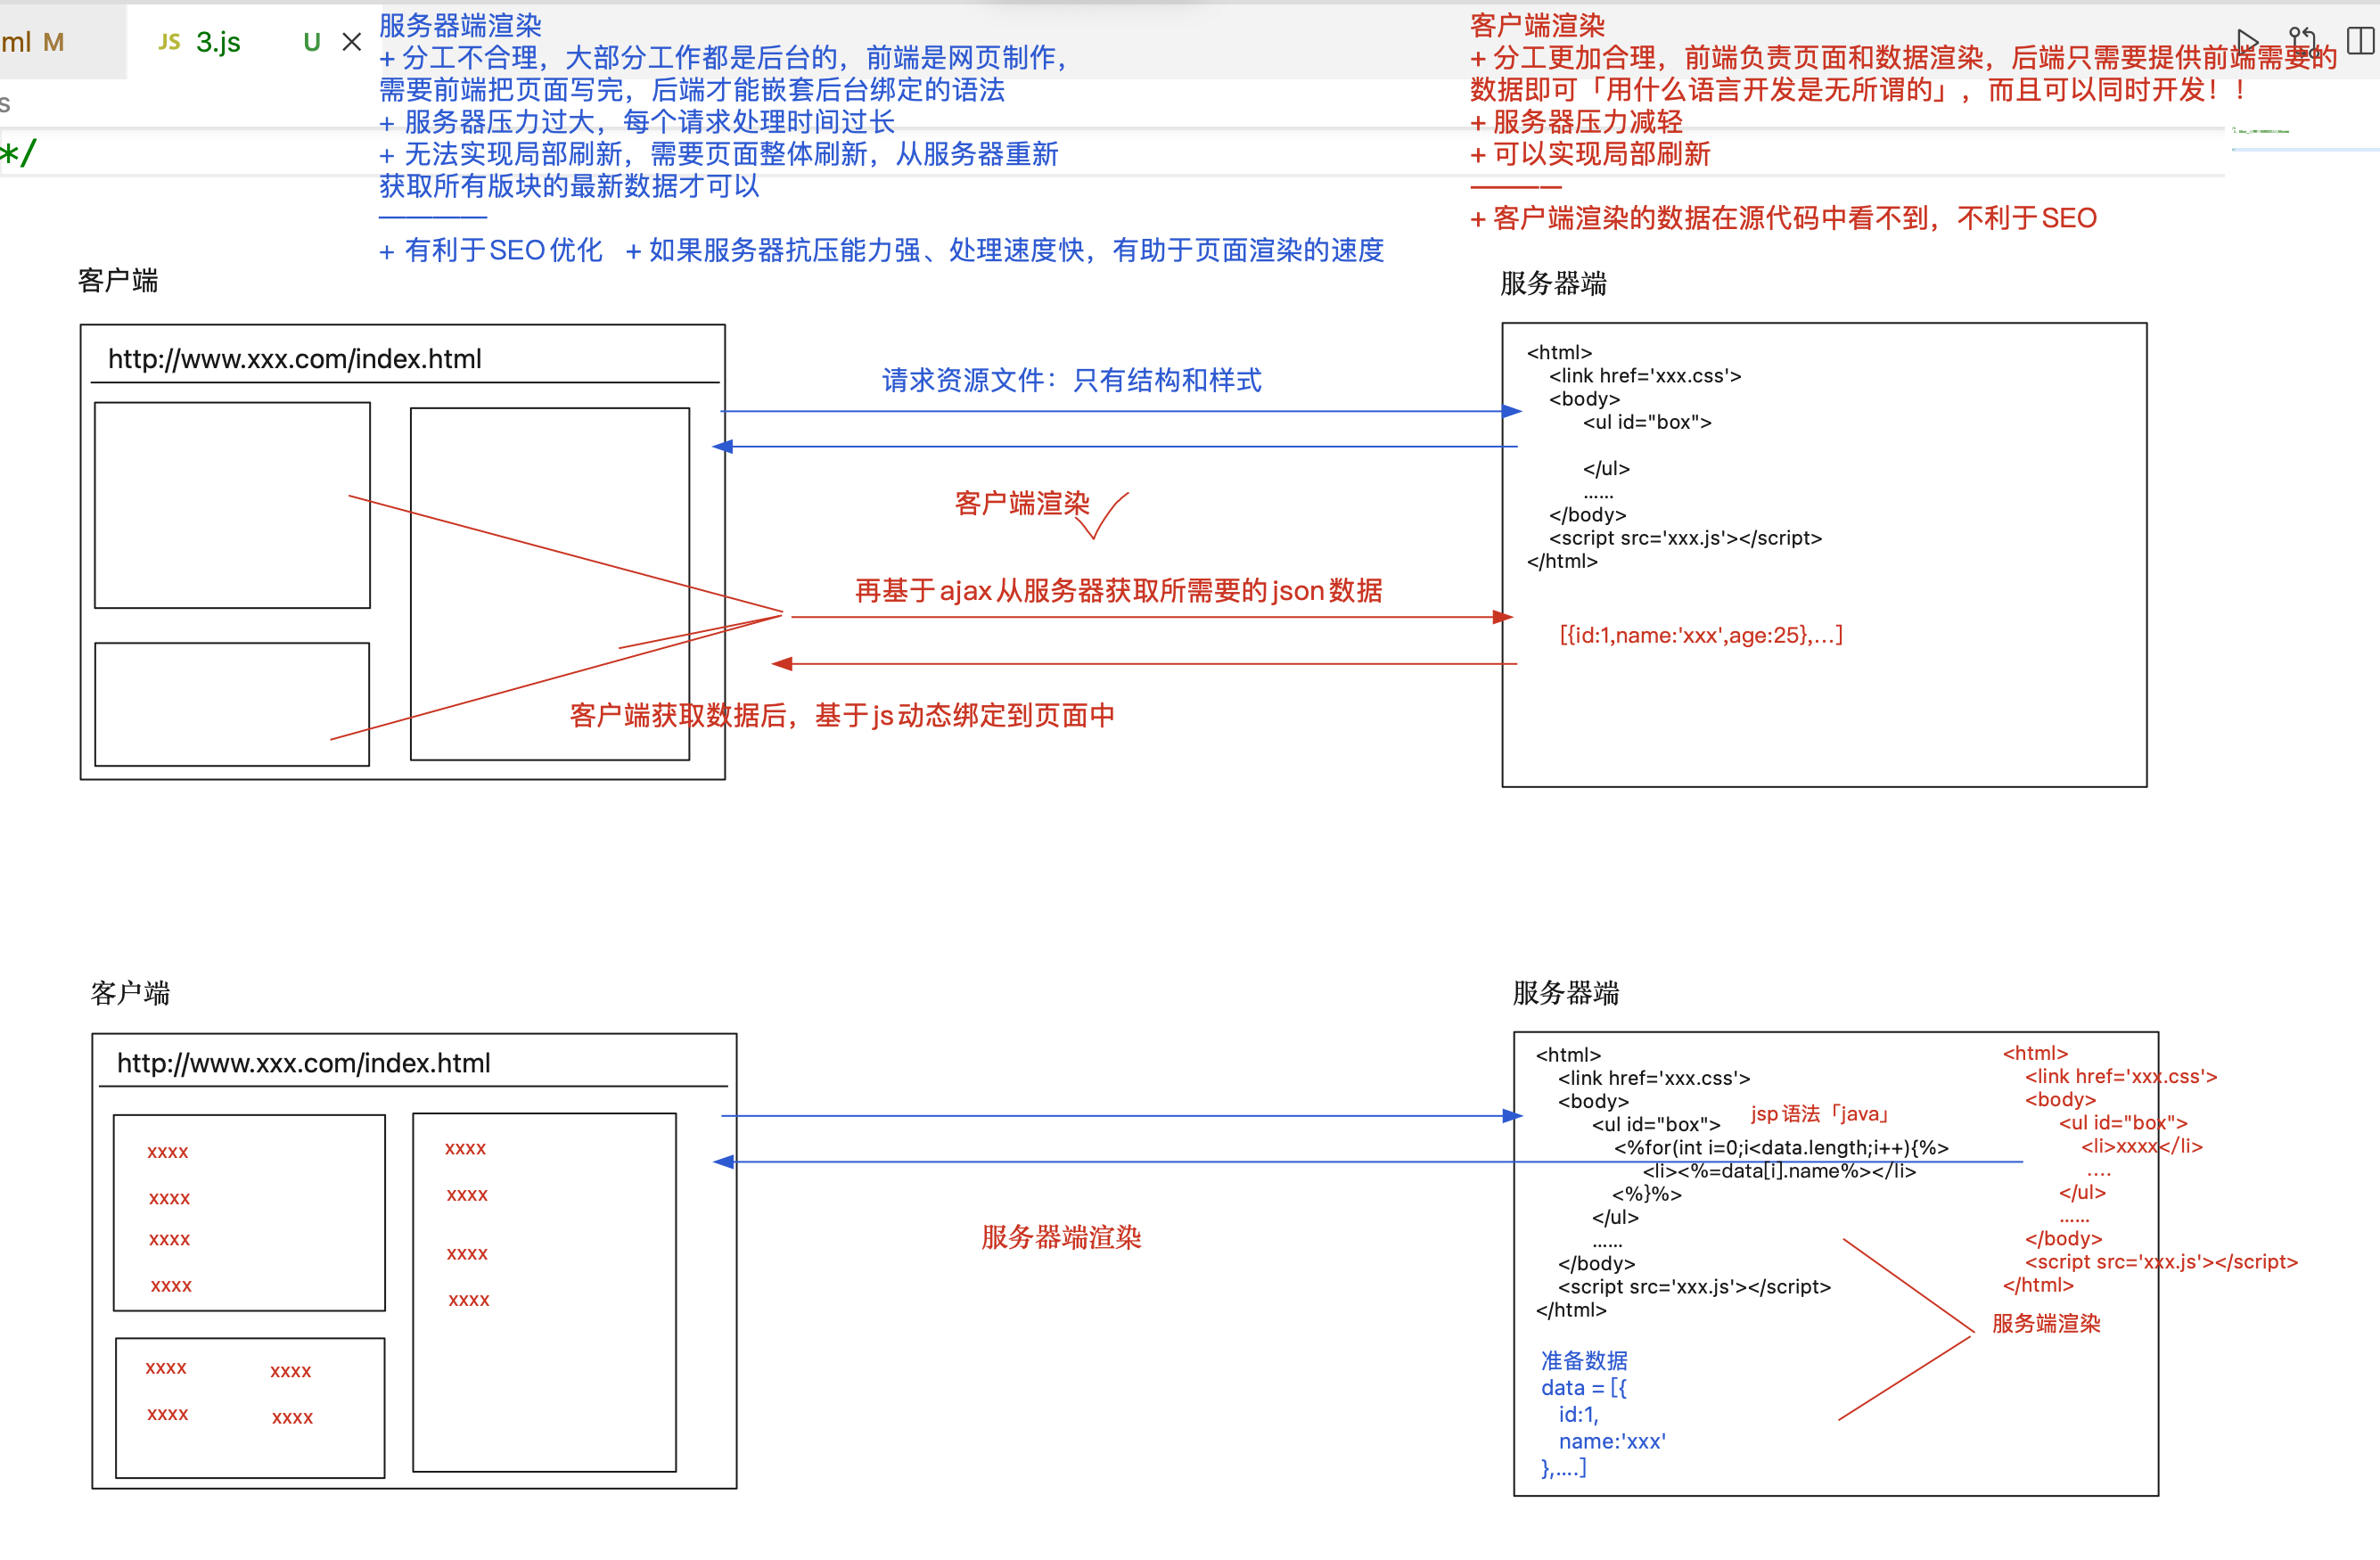 ml M
JS 3.js U
s
*/
服务器端渲染
+ 分工不合理，大部分工作都是后台的，前端是网页制作，
需要前端把页面写完，后端才能嵌套后台绑定的语法
+ 服务器压力过大，每个请求处理时间过长
+ 无法实现局部刷新，需要页面整体刷新，从服务器重新
获取所有版块的最新数据才可以
————
+ 有利于SEO优化 + 如果服务器抗压能力强、处理速度快，有助于页面渲染的速度
客户端渲染
+ 分工更加合理，前端负责页面和数据渲染，后端只需要提供前端需要的
数据即可「用什么语言开发是无所谓的」，而且可以同时开发！！
+ 服务器压力减轻
+ 可以实现局部刷新
————
+ 客户端渲染的数据在源代码中看不到，不利于SEO
客户端
http://www.xxx.com/index.html
请求资源文件：只有结构和样式
客户端渲染
再基于ajax从服务器获取所需要的json数据
客户端获取数据后，基于js动态绑定到页面中
服务器端
<html>
<link href='xxx.css'>
<body>
<ul id="box">
</ul>
......
</body>
<script src='xxx.js'></script>
</html>
[{id:1,name:'xxx',age:25},...]
客户端
http://www.xxx.com/index.html
xxxx
xxxx
xxxx
xxxx
xxxx
xxxx
xxxx
xxxx
xxxx xxxx
xxxx xxxx
服务器端渲染
服务器端
<html>
<link href='xxx.css'>
<body>
<ul id="box">
jsp语法「java」
<%for(int i=0;i<data.length;i++){%>
<li><%=data[i].name%></li>
<%}%>
</ul>
......
</body>
<script src='xxx.js'></script>
</html>
准备数据
data = [{
id:1,
name:'xxx'
},....]
<html>
<link href='xxx.css'>
<body>
<ul id="box">
<li>xxxx</li>
....
</ul>
......
</body>
<script src='xxx.js'></script>
</html>
服务端渲染